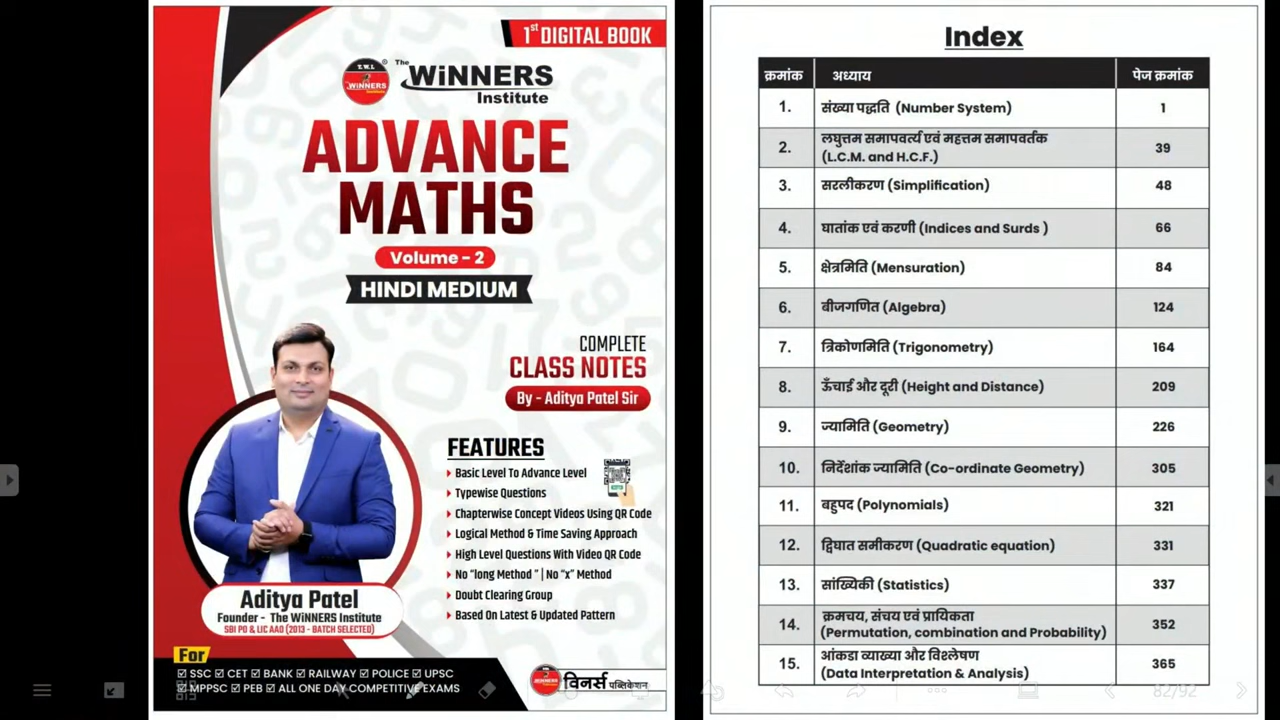 1st DIGITAL BOOK
T.W.I.
WiNNERS
Institute
The WiNNERS
Institute
ADVANCE
MATHS
Volume - 2
HINDI MEDIUM
COMPLETE
CLASS NOTES
By - Aditya Patel Sir
FEATURES
Basic Level To Advance Level
Typewise Questions
Chapterwise Concept Videos Using QR Code
Logical Method & Time Saving Approach
High Level Questions With Video QR Code
No "long Method " | No "x" Method
Doubt Clearing Group
Based On Latest & Updated Pattern
Aditya Patel
Founder - The WiNNERS Institute
SBI PO & LIC AAO (2013 - BATCH SELECTED)
For
☑ SSC ☑ CET ☑ BANK ☑ RAILWAY ☑ POLICE ☑ UPSC
☑ MPPSC ☑ PEB ☑ ALL ONE DAY COMPETITIVE EXAMS
विनर्स पब्लिकेशन
Index
क्रमांक अध्याय पेज क्रमांक
1. संख्या पद्धति (Number System) 1
2. लघुत्तम समापवर्त्य एवं महत्तम समापवर्तक
(L.C.M. and H.C.F.) 39
3. सरलीकरण (Simplification) 48
4. घातांक एवं करणी (Indices and Surds ) 66
5. क्षेत्रमिति (Mensuration) 84
6. बीजगणित (Algebra) 124
7. त्रिकोणमिति (Trigonometry) 164
8. ऊँचाई और दूरी (Height and Distance) 209
9. ज्यामिति (Geometry) 226
10. निर्देशांक ज्यामिति (Co-ordinate Geometry) 305
11. बहुपद (Polynomials) 321
12. द्विघात समीकरण (Quadratic equation) 331
13. सांख्यिकी (Statistics) 337
14. क्रमचय, संचय एवं प्रायिकता
(Permutation, combination and Probability) 352
15. आंकडा व्याख्या और विश्लेषण
(Data Interpretation & Analysis) 365
82/92